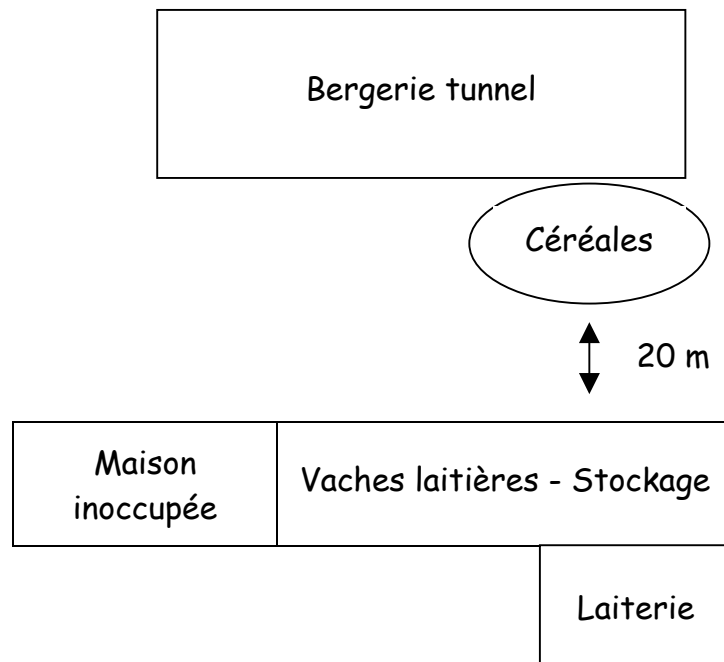 Bergerie tunnel
Céréales
20 m
Maison
inoccupée
Vaches laitières - Stockage
Laiterie